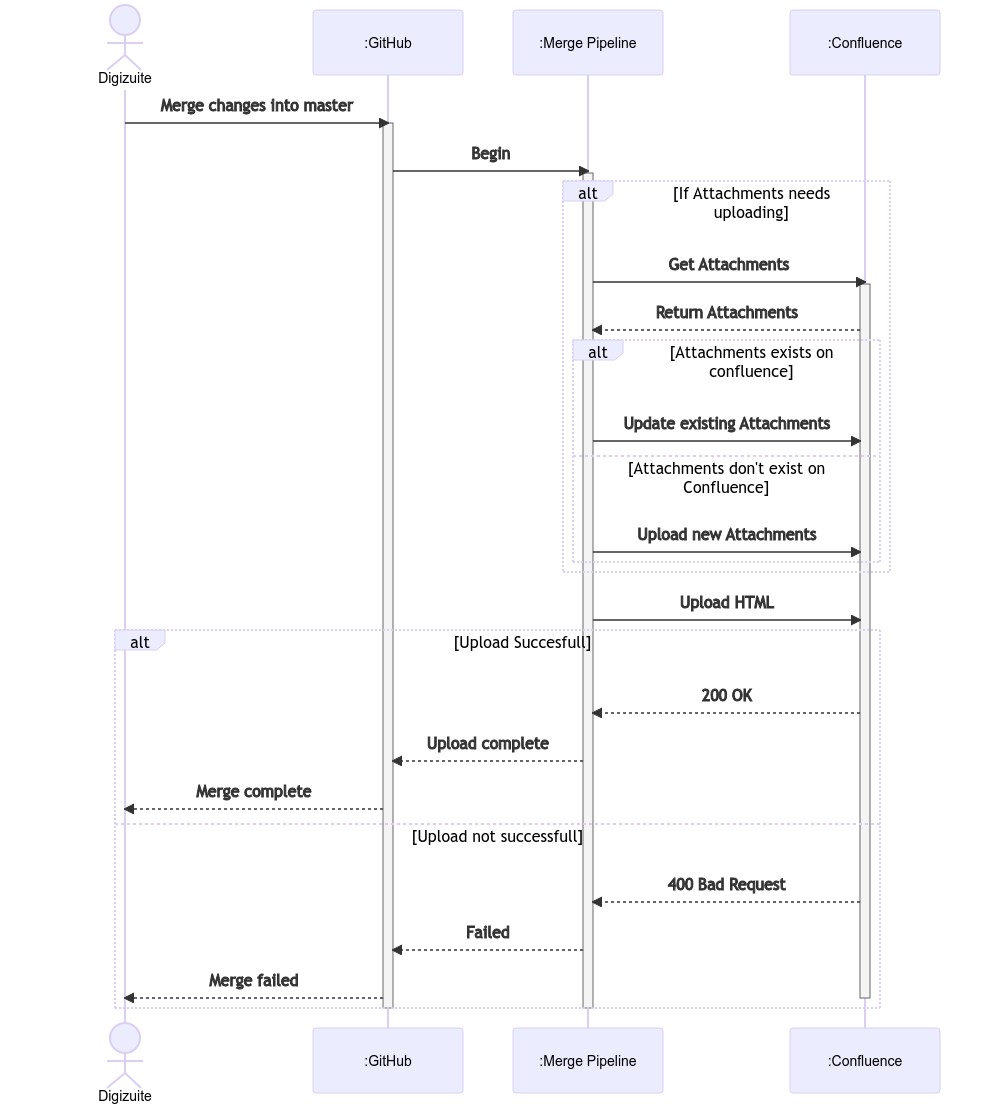 Digizuite
:GitHub
:Merge Pipeline
:Confluence
Merge changes into master
Begin
alt
[If Attachments needs
uploading]
Get Attachments
Return Attachments
alt
[Attachments exists on
confluence]
Update existing Attachments
[Attachments don't exist on
Confluence]
Upload new Attachments
Upload HTML
alt
[Upload Succesfull]
200 OK
Upload complete
Merge complete
[Upload not successfull]
400 Bad Request
Failed
Merge failed
Digizuite
:GitHub
:Merge Pipeline
:Confluence